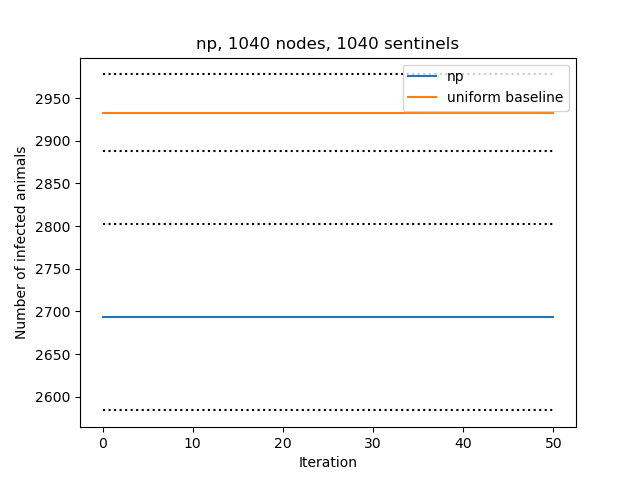 np, 1040 nodes, 1040 sentinels
np
uniform baseline
Number of infected animals
2950
2900
2850
2800
2750
2700
2650
2600
0 10 20 30 40 50
Iteration